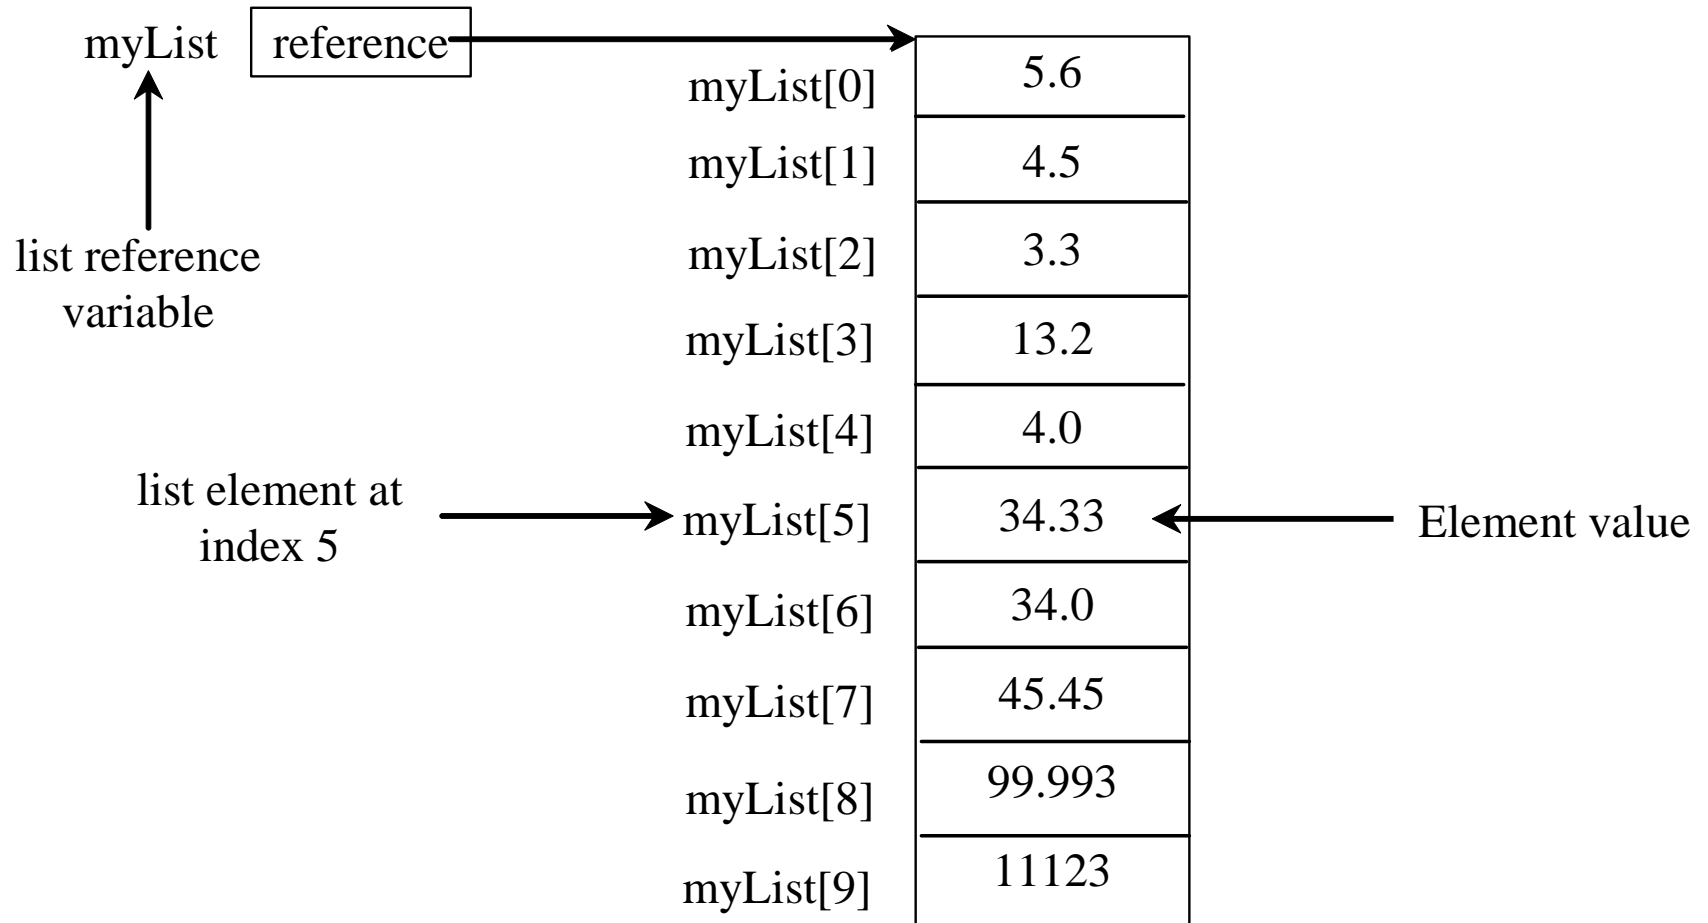 myList reference
myList[0] 5.6
myList[1] 4.5
list reference
variable
myList[2] 3.3
myList[3] 13.2
myList[4] 4.0
list element at
index 5
myList[5] 34.33
Element value
myList[6] 34.0
myList[7] 45.45
myList[8] 99.993
myList[9] 11123